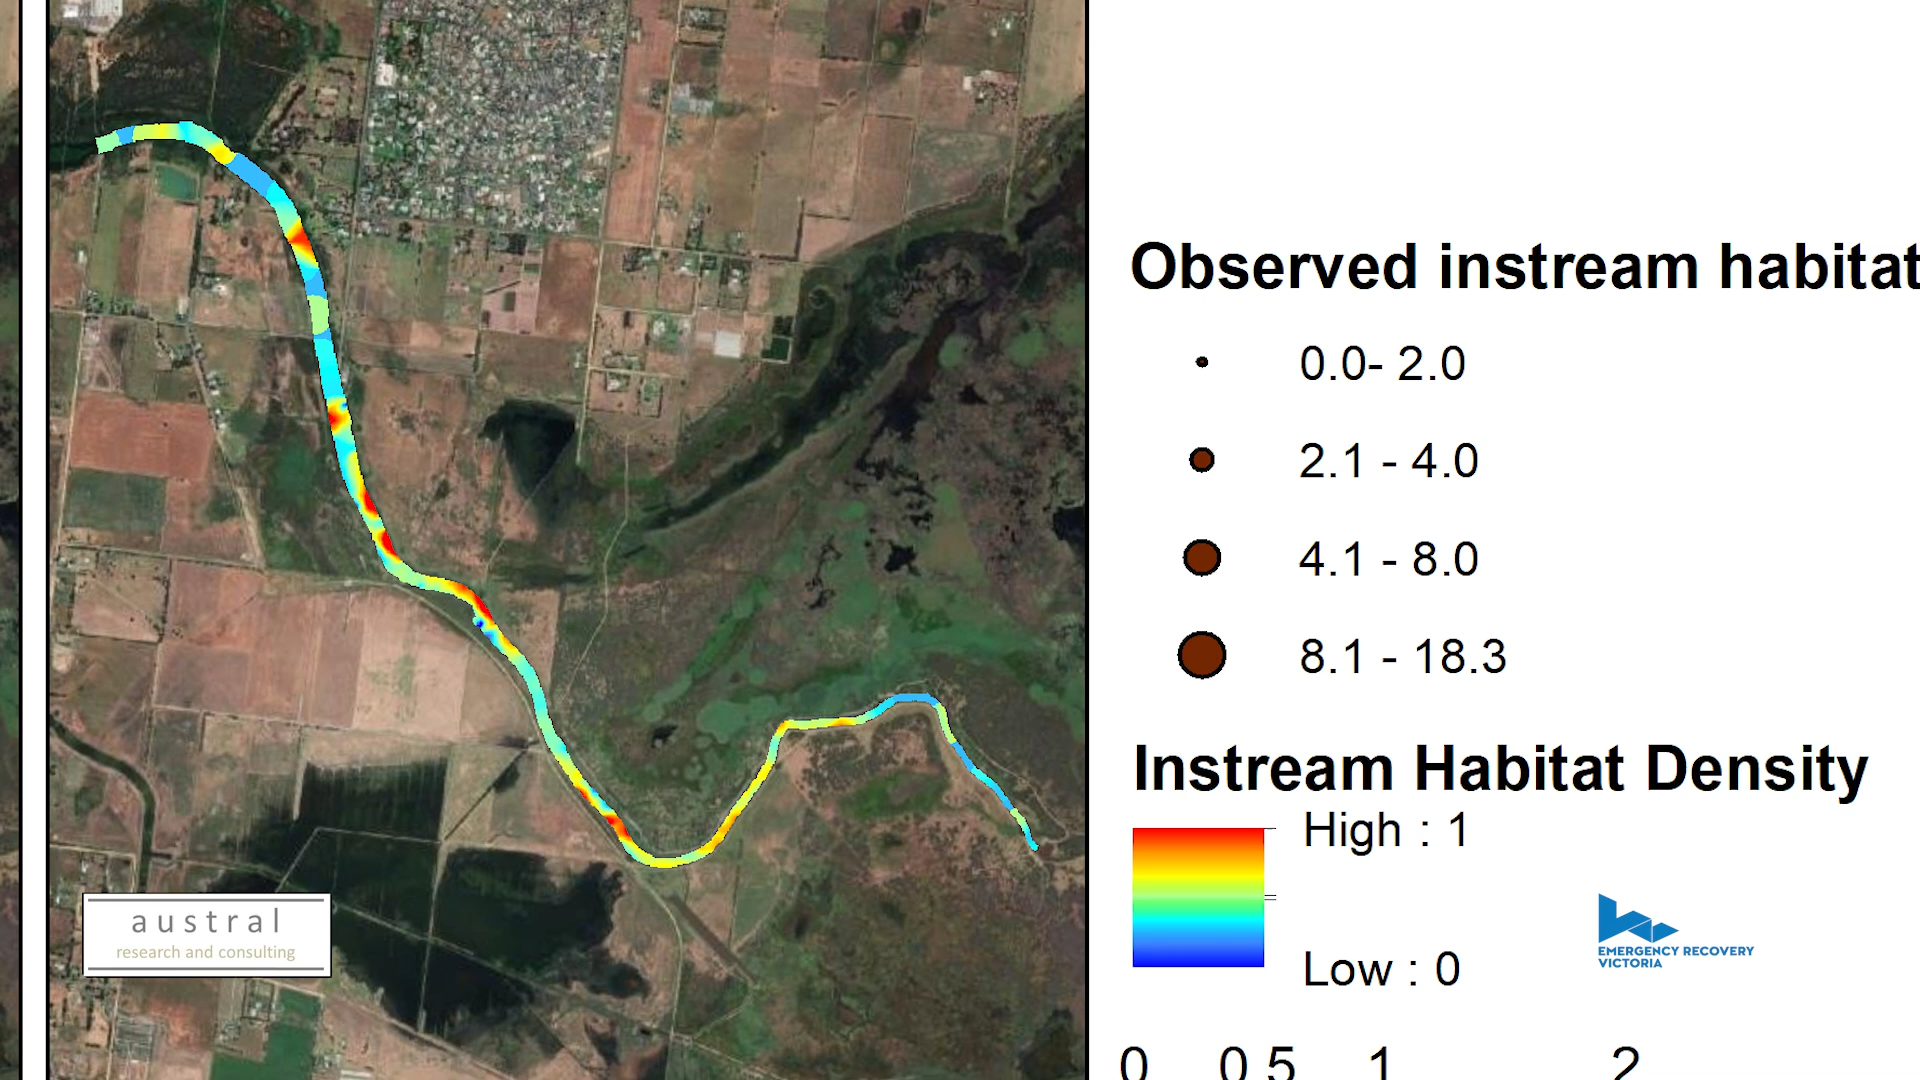 Observed instream habitat
0.0- 2.0
2.1 - 4.0
4.1 - 8.0
8.1 - 18.3
Instream Habitat Density
High : 1
Low : 0
austral
research and consulting
EMERGENCY RECOVERY
VICTORIA
0 0.5 1 2